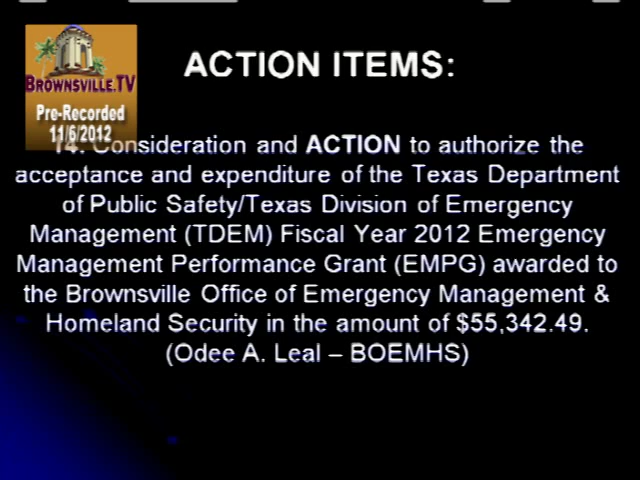 BROWNSVILLE.TV
Pre-Recorded
11/6/2012
ACTION ITEMS:
14. Consideration and ACTION to authorize the
acceptance and expenditure of the Texas Department
of Public Safety/Texas Division of Emergency
Management (TDEM) Fiscal Year 2012 Emergency
Management Performance Grant (EMPG) awarded to
the Brownsville Office of Emergency Management &
Homeland Security in the amount of $55,342.49.
(Odee A. Leal – BOEMHS)